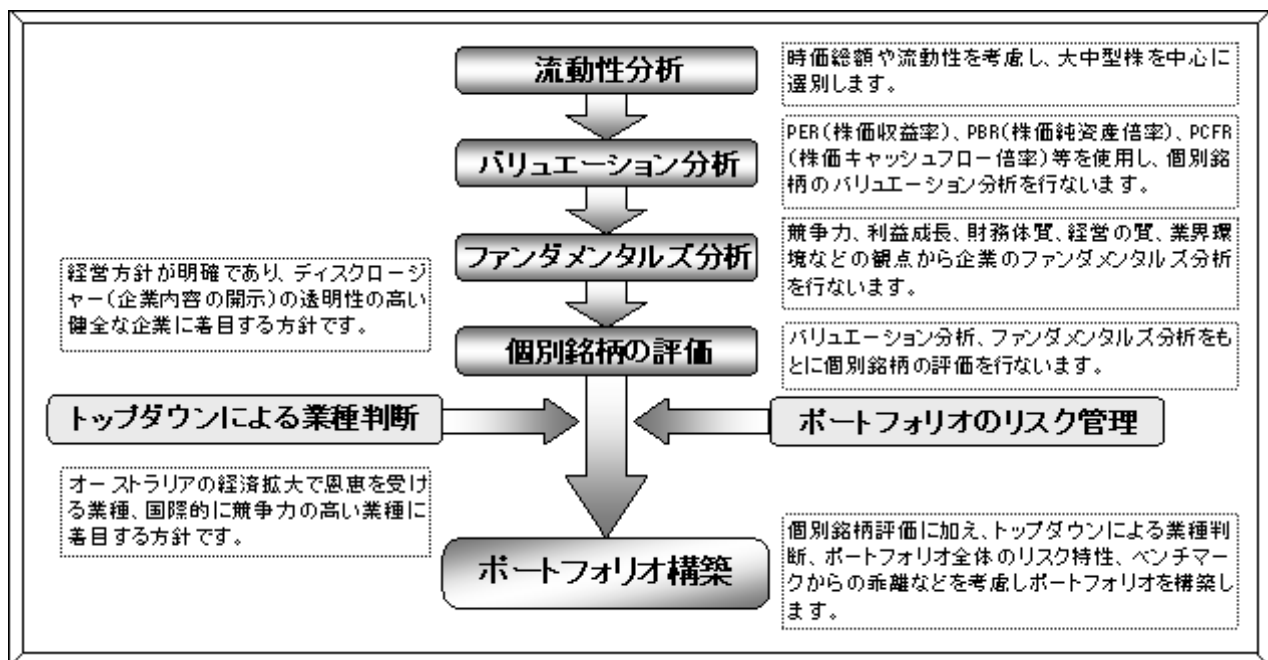 流動性分析
時価総額や流動性を考慮し、大中型株を中心に
選別します。
バリュエーション分析
PER(株価収益率)、PBR(株価純資産倍率)、PCFR
(株価キャッシュフロー倍率)等を使用し、個別銘
柄のバリュエーション分析を行ないます。
ファンダメンタルズ分析
競争力、利益成長、財務体質、経営の質、業界環
境などの観点から企業のファンダメンタルズ分析
を行ないます。
経営方針が明確であり、ディスクロージ
ャー(企業内容の開示)の透明性の高い
健全な企業に着目する方針です。
個別銘柄の評価
バリュエーション分析、ファンダメンタルズ分析をも
とに個別銘柄の評価を行ないます。
トップダウンによる業種判断
ポートフォリオのリスク管理
オーストラリアの経済拡大で恩恵を受け
る業種、国際的に競争力の高い業種に
着目する方針です。
ポートフォリオ構築
個別銘柄評価に加え、トップダウンによる業種判
断、ポートフォリオ全体のリスク特性、ベンチマー
クからの乖離などを考慮しポートフォリオを構築し
ます。